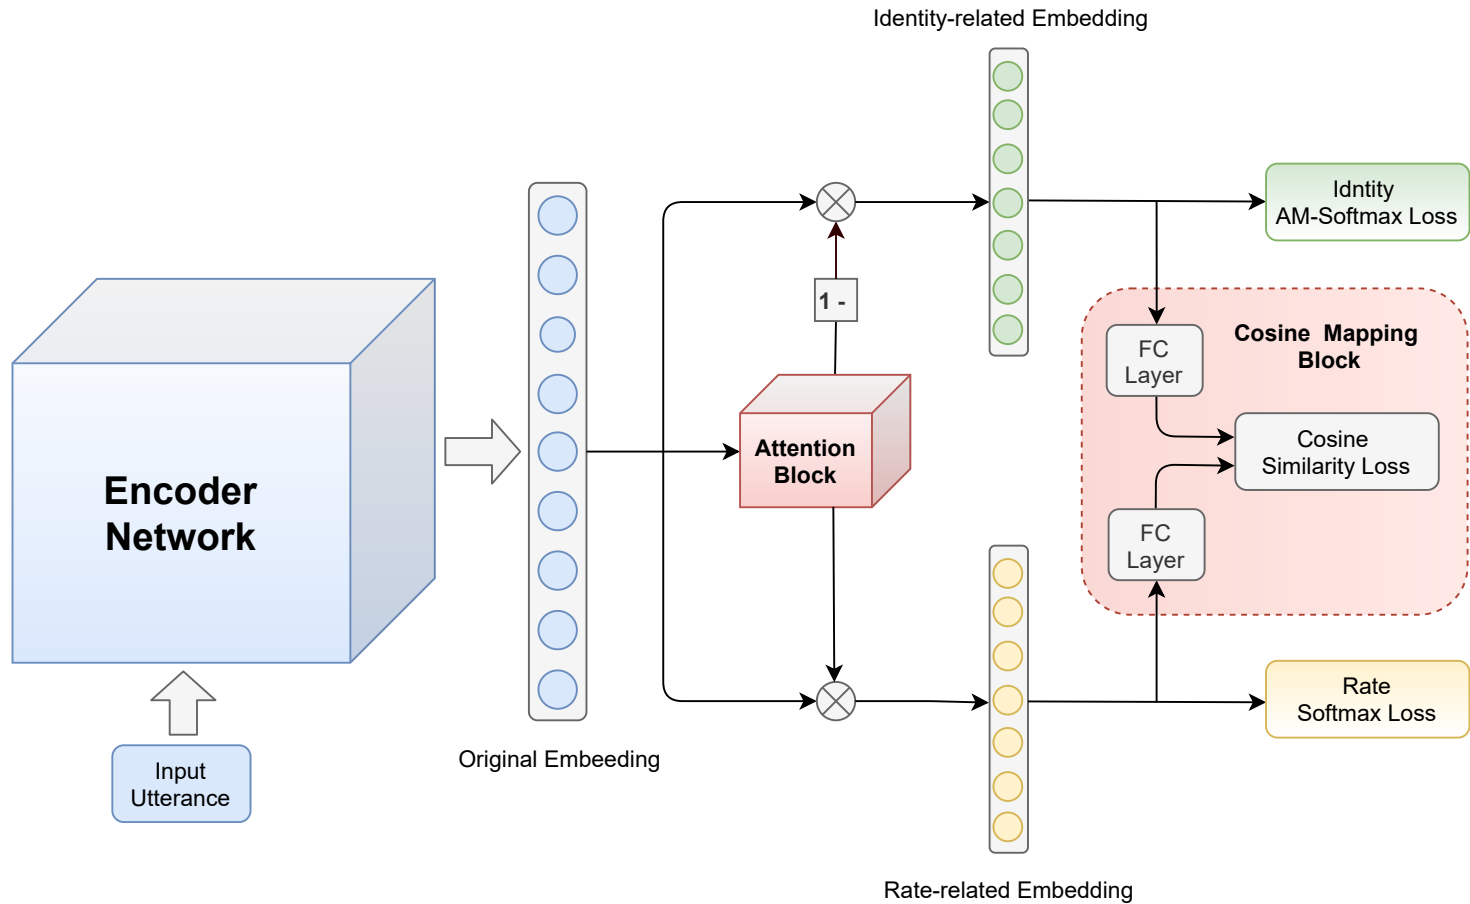 Identity-related Embedding
Idntity
AM-Softmax Loss
1 -
Cosine Mapping
Block
FC
Layer
Attention
Block
Cosine
Similarity Loss
Encoder
Network
FC
Layer
Rate
Softmax Loss
Original Embeeding
Input
Utterance
Rate-related Embedding